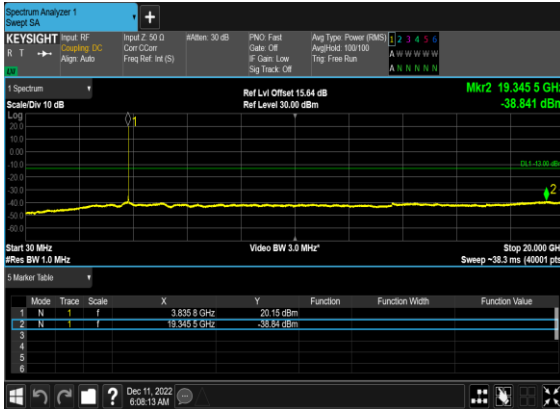 Spectrum Analyzer 1
Swept SA
+
KEYSIGHT Input: RF Input Z: 50 Ω #Atten: 30 dB PNO: Fast Avg Type: Power (RMS) 1 2 3 4 5 6
R T Coupling: DC Corr CCorr Gate: Off Avg|Hold: 100/100 A W W W W W
Align: Auto Freq Ref: Int (S) IF Gain: Low Trig: Free Run
Sig Track: Off A N N N N N
1 Spectrum Ref Lvl Offset 15.64 dB Mkr2 19.345 5 GHz
Scale/Div 10 dB Ref Level 30.00 dBm -38.841 dBm
Log
20.0
10.0
0.00
-10.0
-20.0
-30.0
-40.0
-50.0
-60.0
1
DL1 -13.00 dBm
2
Start 30 MHz Video BW 3.0 MHz* Stop 20.000 GHz
#Res BW 1.0 MHz Sweep ~38.3 ms (40001 pts)
5 Marker Table
Mode Trace Scale X Y Function Function Width Function Value
1 N 1 f 3.835 8 GHz 20.15 dBm
2 N 1 f 19.345 5 GHz -38.84 dBm
3
4
5
6
? Dec 11, 2022
6:08:13 AM